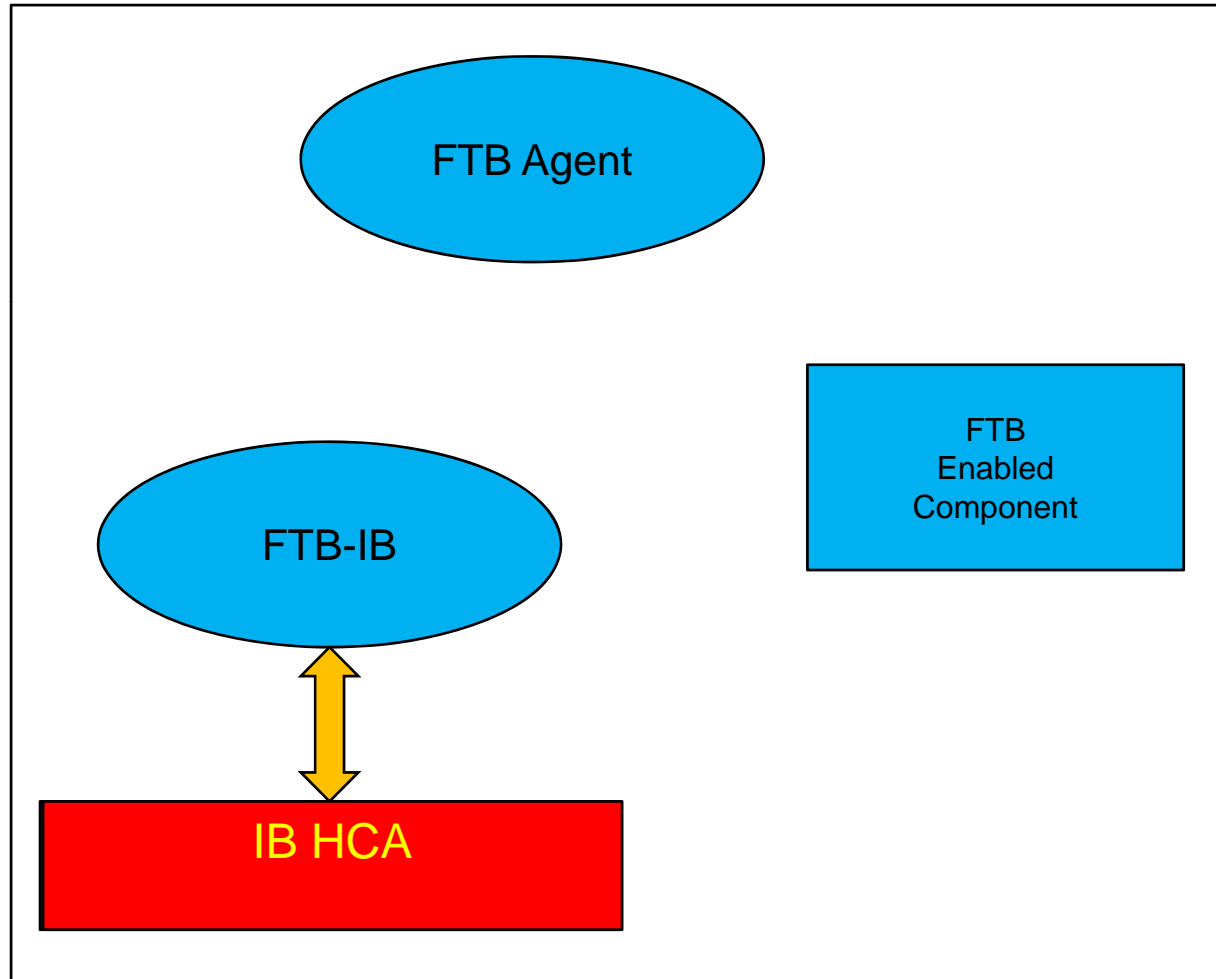 FTB Agent
FTB
Enabled
Component
FTB-IB
IB HCA